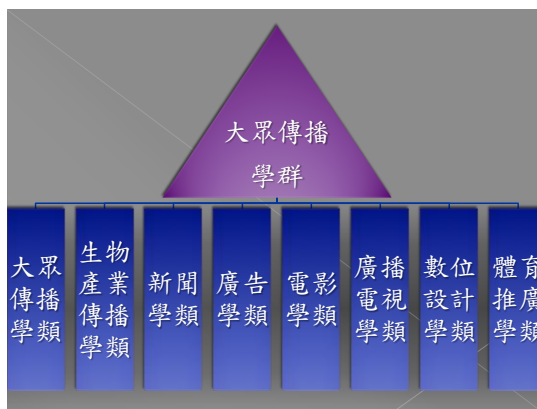 大眾傳播
學群
大眾
傳播
學類
生物
產業
傳播
學類
新聞
學類
廣告
學類
電影
學類
廣播
電視
學類
數位
設計
學類
體育
推廣
學類